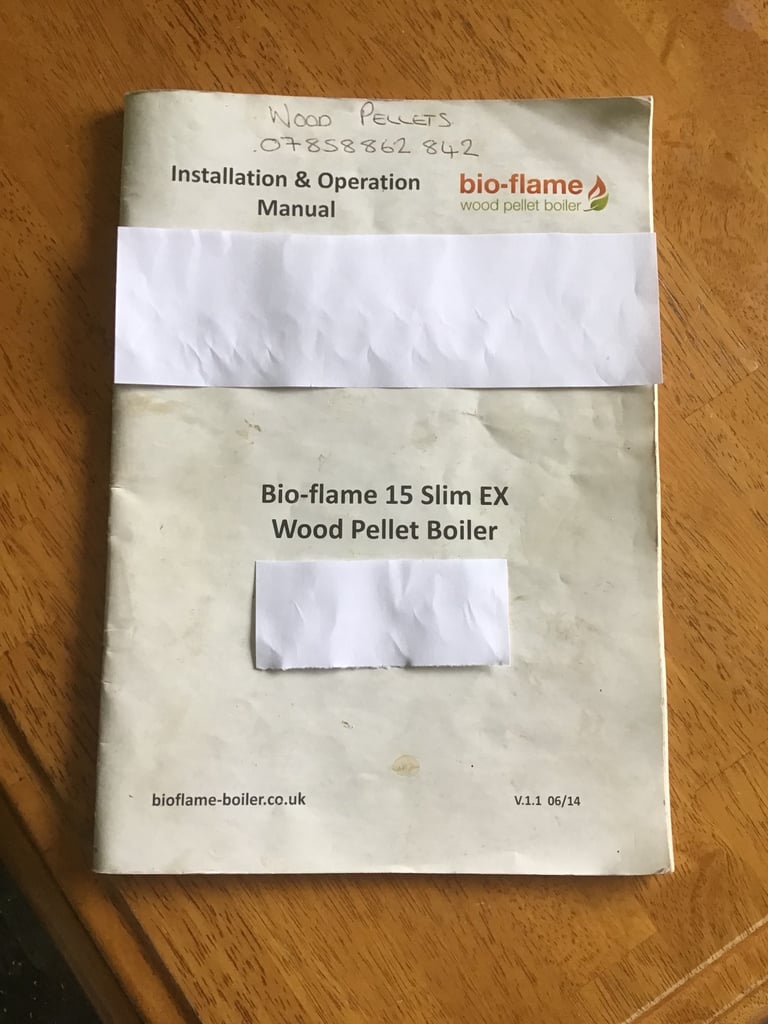 WOOD PELLETS
.07858862 842
Installation & Operation
Manual
bio-flame
wood pellet boiler
Bio-flame 15 Slim EX
Wood Pellet Boiler
bioflame-boiler.co.uk
V.1.1 06/14